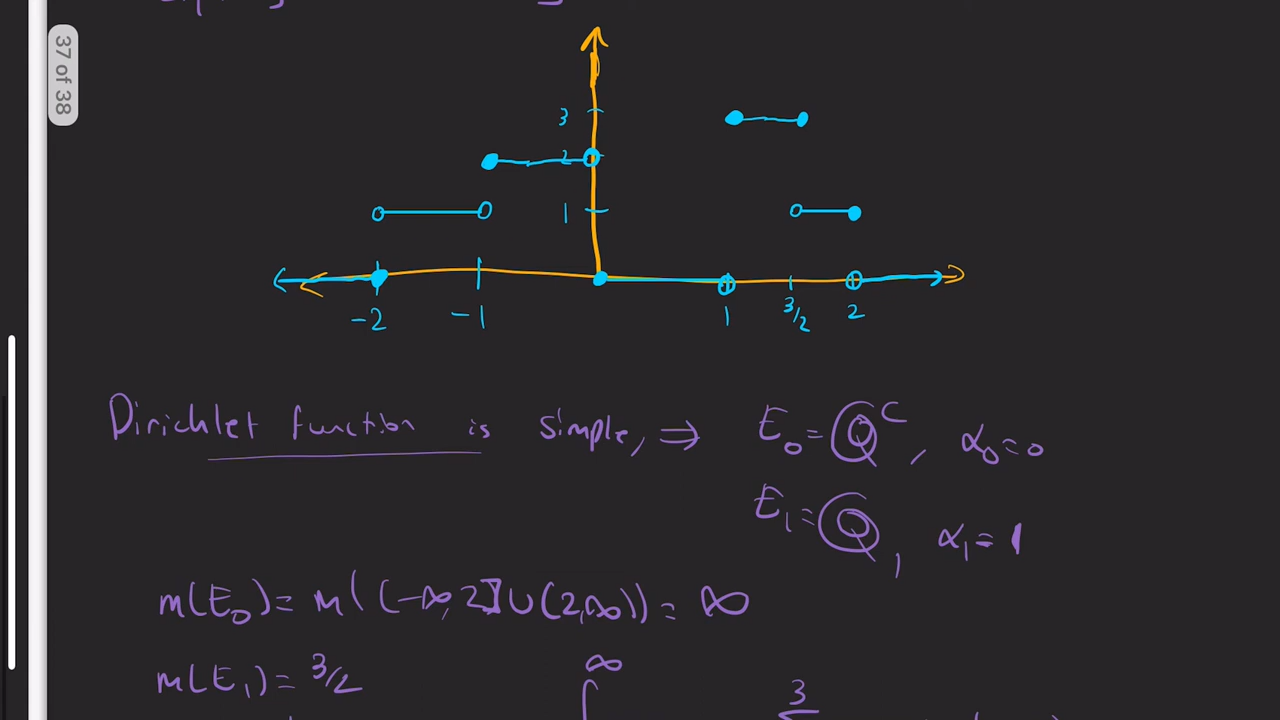 37 of 38
3
2
1
-2 -1 1 3/2 2
Dirichlet function is simple, ⇒ E₀=ℚᶜ, α₀=0
E₁=ℚ, α₁=1
m(E₀)= m((-∞,2]∪(2,∞))=∞
m(E₁)= 3/2
∞
∫ 3